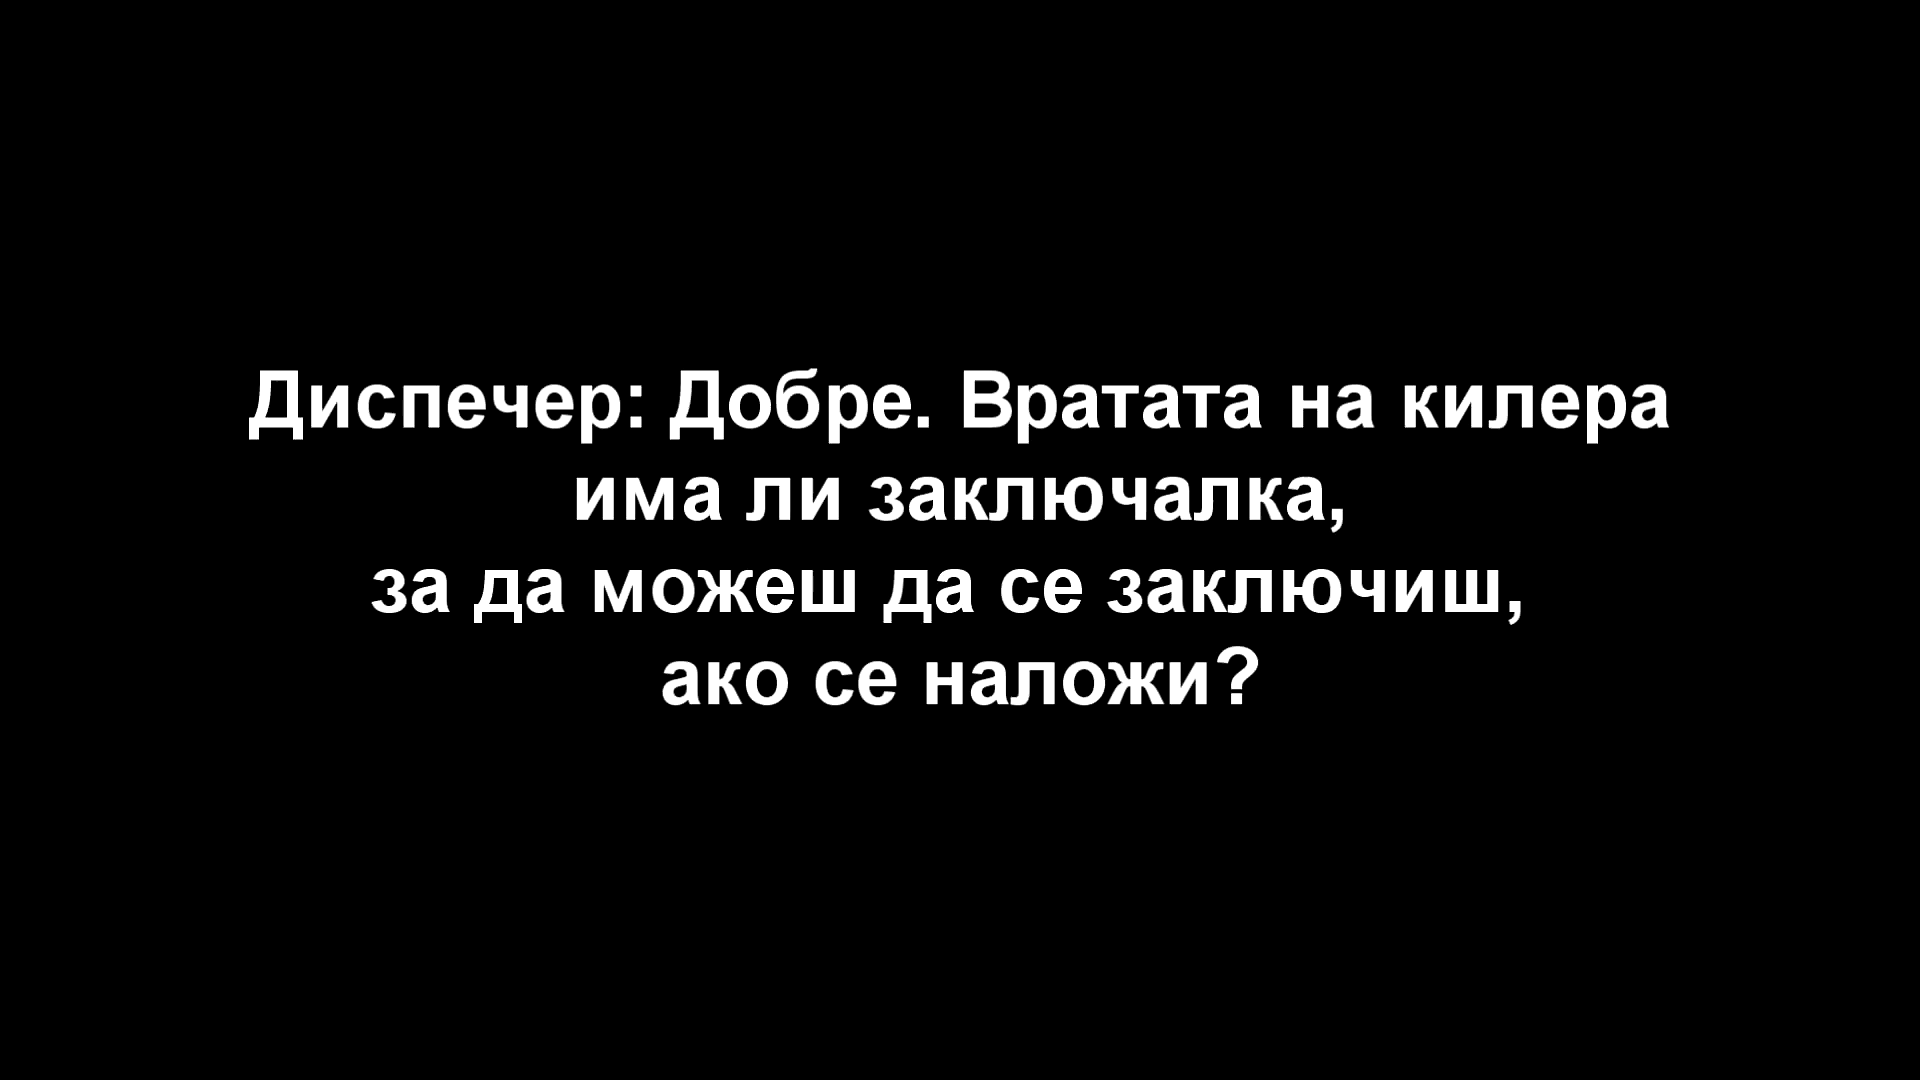 Диспечер: Добре. Вратата на килера
има ли заключалка,
за да можеш да се заключиш,
ако се наложи?